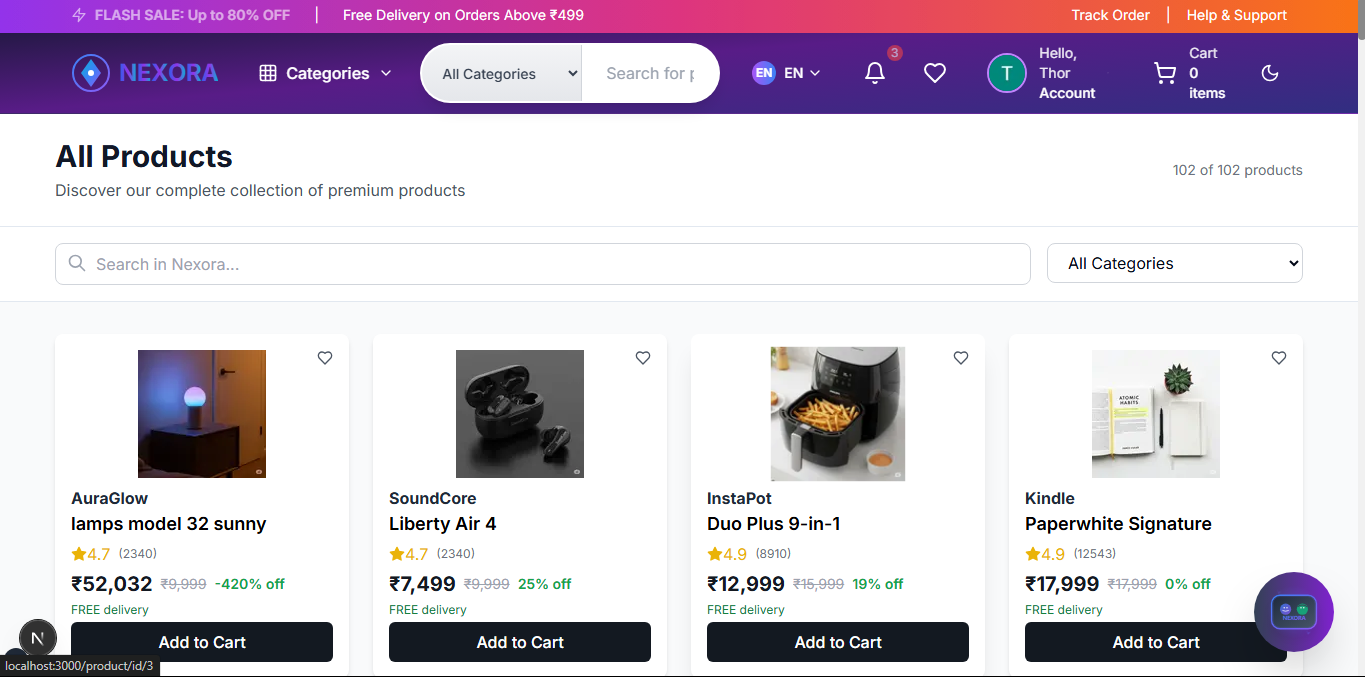 FLASH SALE: Up to 80% OFF | Free Delivery on Orders Above ₹499 Track Order | Help & Support
NEXORA Categories All Categories Search for p EN EN 3 T Hello, Thor Account Cart 0 items
All Products
Discover our complete collection of premium products
102 of 102 products
Search in Nexora...
All Categories
ATOMIC
HABITS
AuraGlow
lamps model 32 sunny
4.7 (2340)
₹52,032 ₹9,999 -420% off
FREE delivery
Add to Cart
SoundCore
Liberty Air 4
4.7 (2340)
₹7,499 ₹9,999 25% off
FREE delivery
Add to Cart
InstaPot
Duo Plus 9-in-1
4.9 (8910)
₹12,999 ₹15,999 19% off
FREE delivery
Add to Cart
Kindle
Paperwhite Signature
4.9 (12543)
₹17,999 ₹17,999 0% off
FREE delivery
Add to Cart
NEXORA
N
localhost:3000/product/id/3